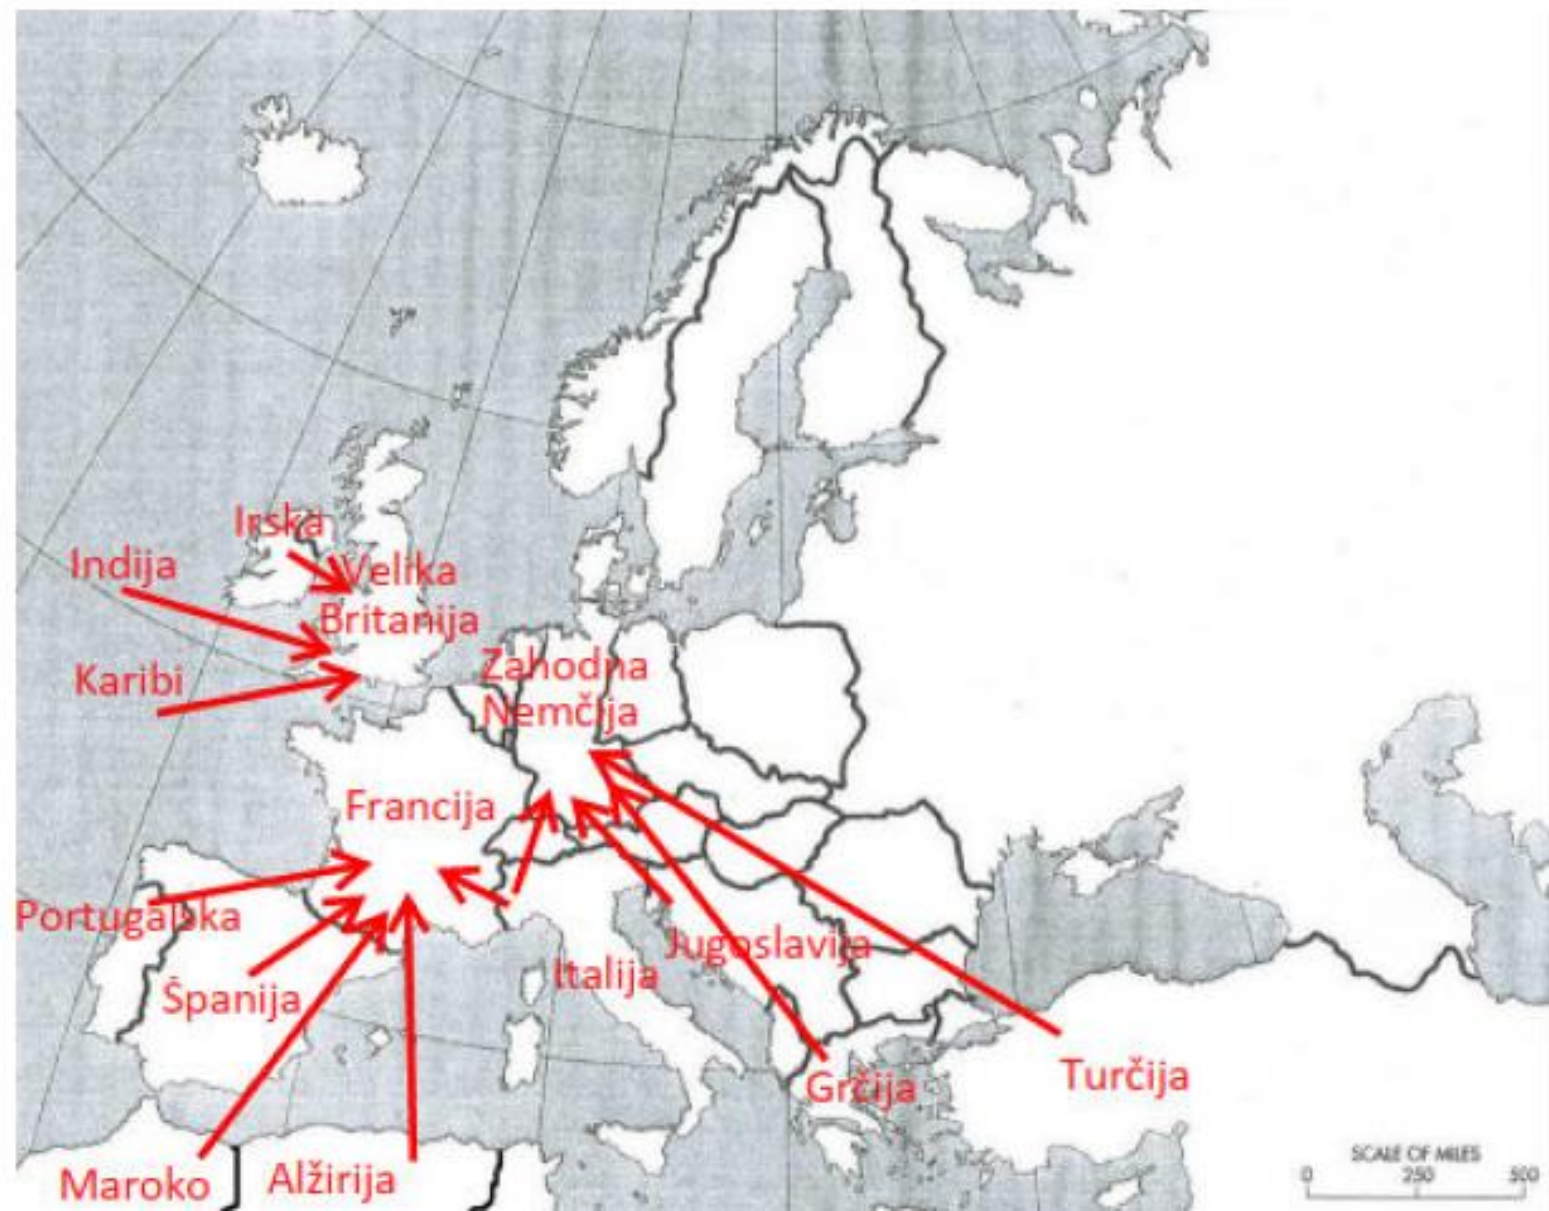 Irska
Indija
Velika
Britanija
Karibi
Zahodna
Nemčija
Francija
Portugalska
Španija
Jugoslavija
Italija
Grčija
Turčija
Maroko
Alžirija
SCALE OF MILES
0 250 500